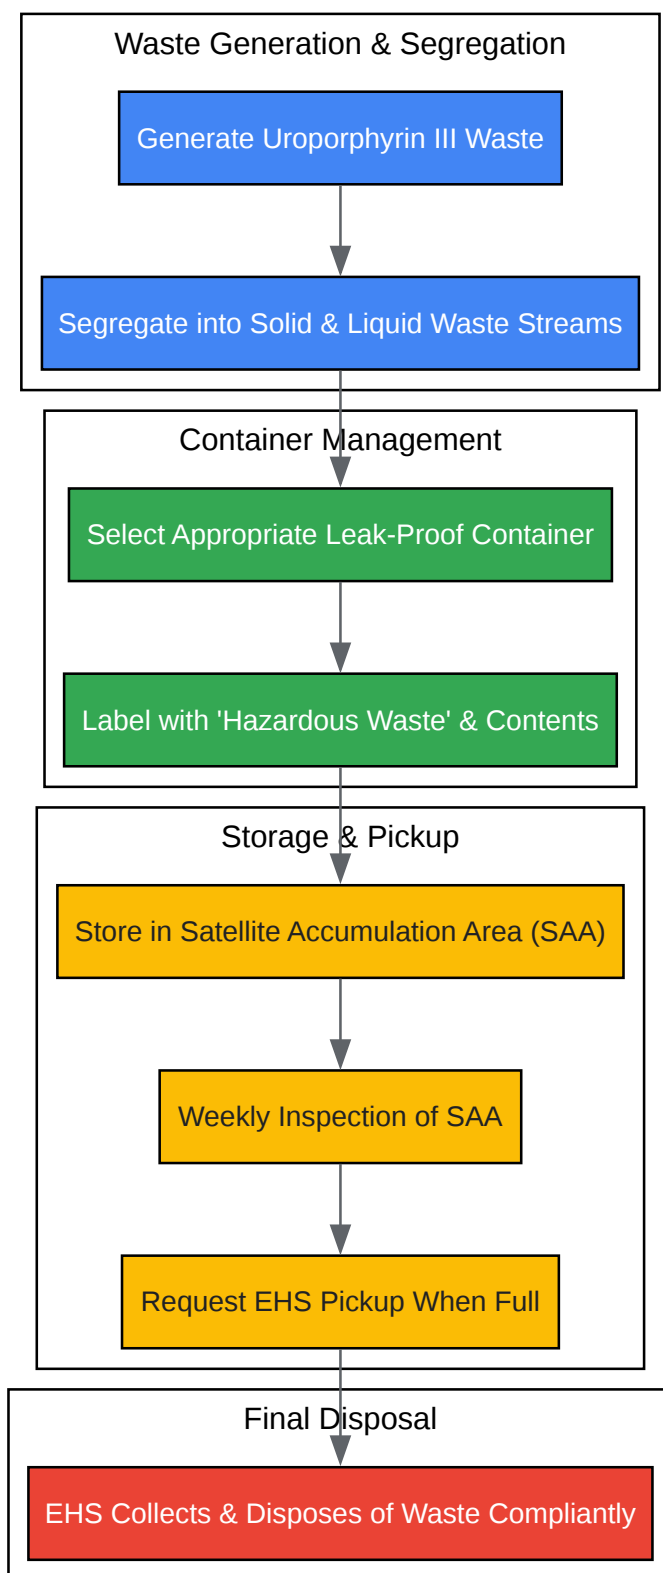 Waste Generation & Segregation
Generate Uroporphyrin III Waste
Segregate into Solid & Liquid Waste Streams
Container Management
Select Appropriate Leak-Proof Container
Label with 'Hazardous Waste' & Contents
Storage & Pickup
Store in Satellite Accumulation Area (SAA)
Weekly Inspection of SAA
Request EHS Pickup When Full
Final Disposal
EHS Collects & Disposes of Waste Compliantly